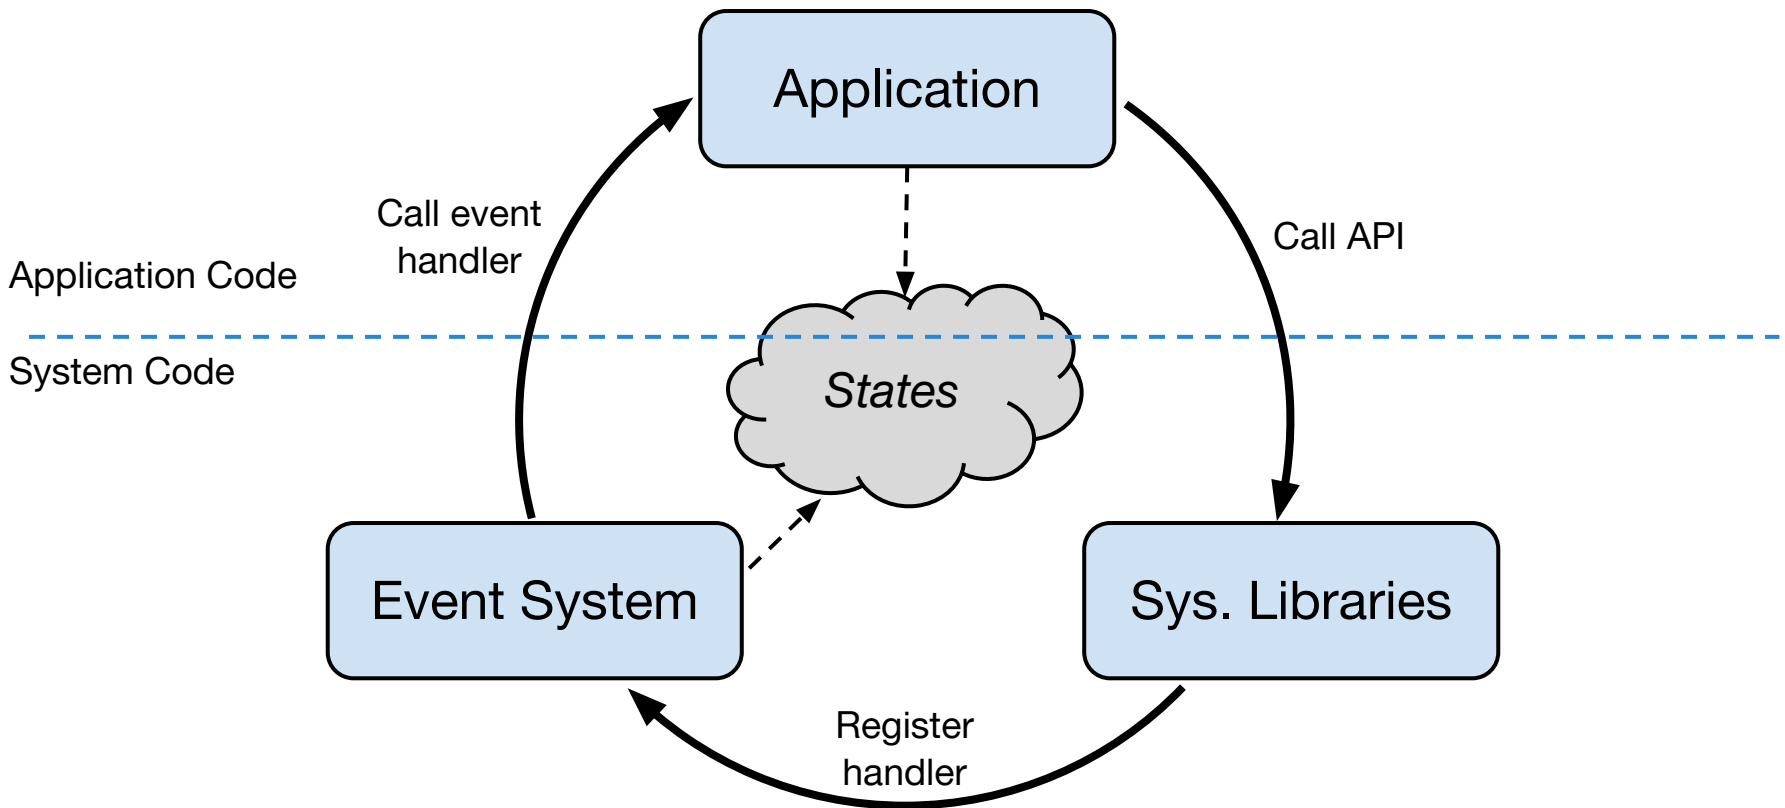 Application
Call event
handler
Call API
Application Code
System Code
States
Event System
Sys. Libraries
Register
handler